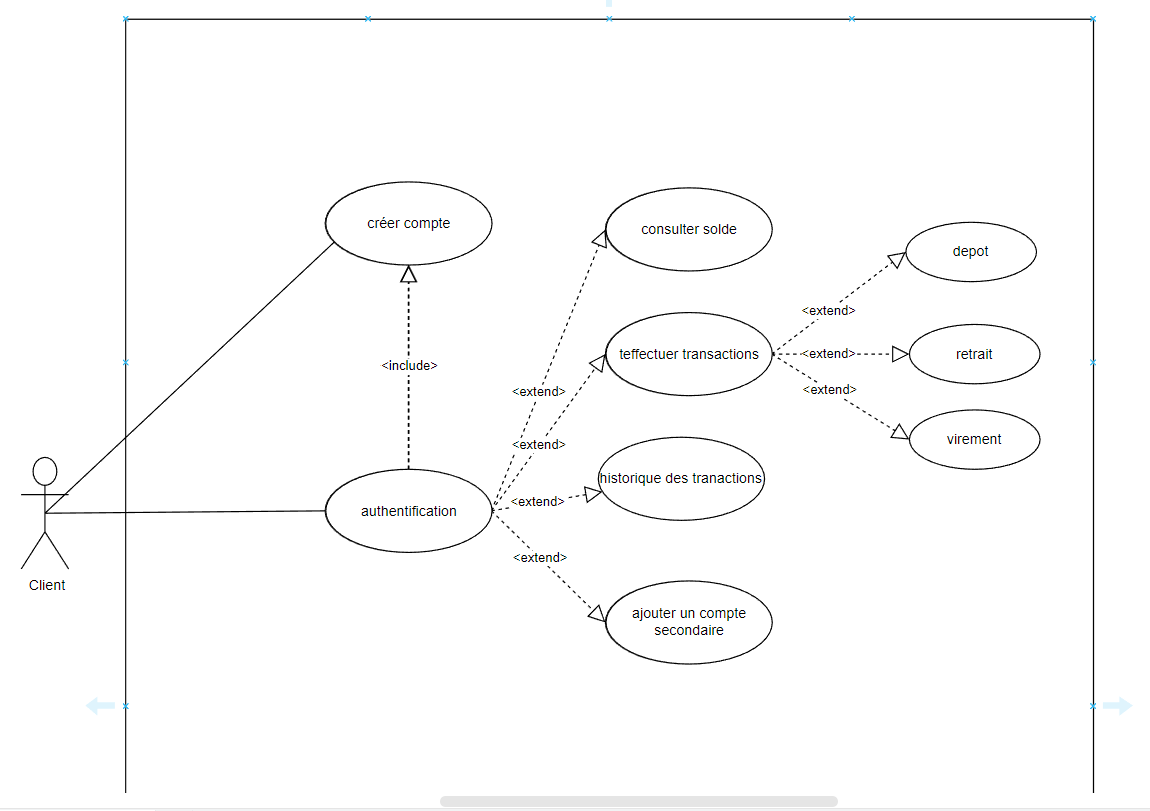 créer compte
consulter solde
depot
<extend>
teffectuer transactions
<extend>
retrait
<include>
<extend>
<extend>
virement
<extend>
historique des tranactions
<extend>
authentification
<extend>
Client
ajouter un compte
secondaire